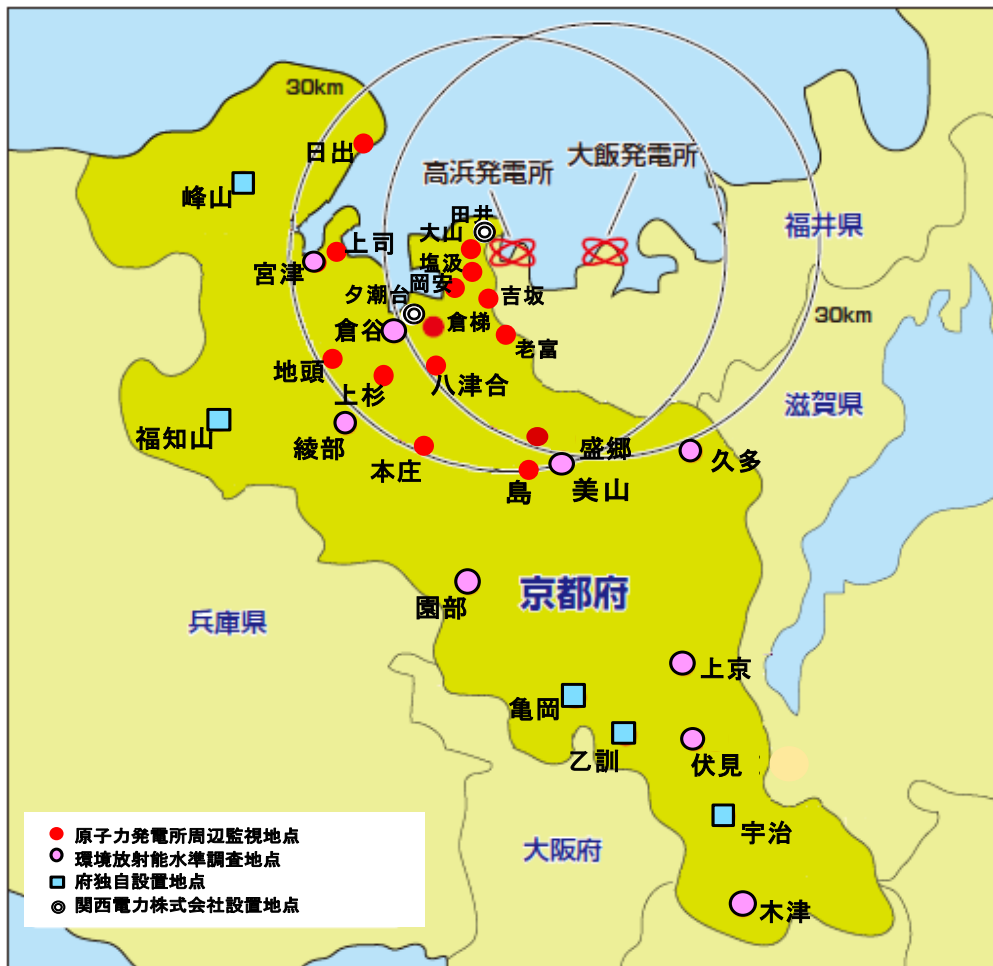 30km
日出
高浜発電所
大飯発電所
峰山
田井
大山
上司
塩汲
福井県
宮津
岡安
夕潮台
吉坂
30km
倉谷
倉梯
老富
地頭
八津合
上杉
滋賀県
福知山
綾部
本庄
盛郷
久多
島
美山
京都府
園部
兵庫県
上京
亀岡
乙訓
伏見
宇治
大阪府
木津
原子力発電所周辺監視地点
環境放射能水準調査地点
府独自設置地点
関西電力株式会社設置地点